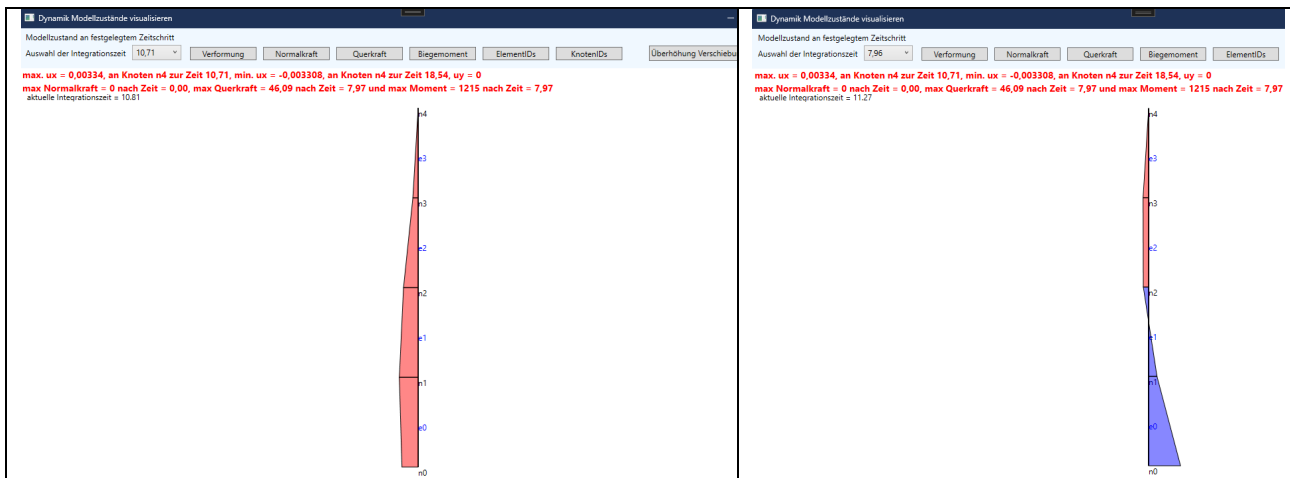 Dynamik Modellzustände visualisieren
Modellzustand an festgelegtem Zeitschritt
Auswahl der Integrationszeit 10,71 Verformung Normalkraft Querkraft Biegemoment ElementIDs KnotenIDs Überhöhung Verschiebu
max. ux = 0,00334, an Knoten n4 zur Zeit 10,71, min. ux = -0,003308, an Knoten n4 zur Zeit 18,54, uy = 0
max Normalkraft = 0 nach Zeit = 0,00, max Querkraft = 46,09 nach Zeit = 7,97 und max Moment = 1215 nach Zeit = 7,97
aktuelle Integrationszeit = 10.81
n4
e3
n3
e2
n2
e1
n1
e0
n0
Dynamik Modellzustände visualisieren
Modellzustand an festgelegtem Zeitschritt
Auswahl der Integrationszeit 7,96 Verformung Normalkraft Querkraft Biegemoment ElementIDs
max. ux = 0,00334, an Knoten n4 zur Zeit 10,71, min. ux = -0,003308, an Knoten n4 zur Zeit 18,54, uy = 0
max Normalkraft = 0 nach Zeit = 0,00, max Querkraft = 46,09 nach Zeit = 7,97 und max Moment = 1215 nach Zeit = 7,97
aktuelle Integrationszeit = 11.27
n4
e3
n3
e2
n2
e1
n1
e0
n0